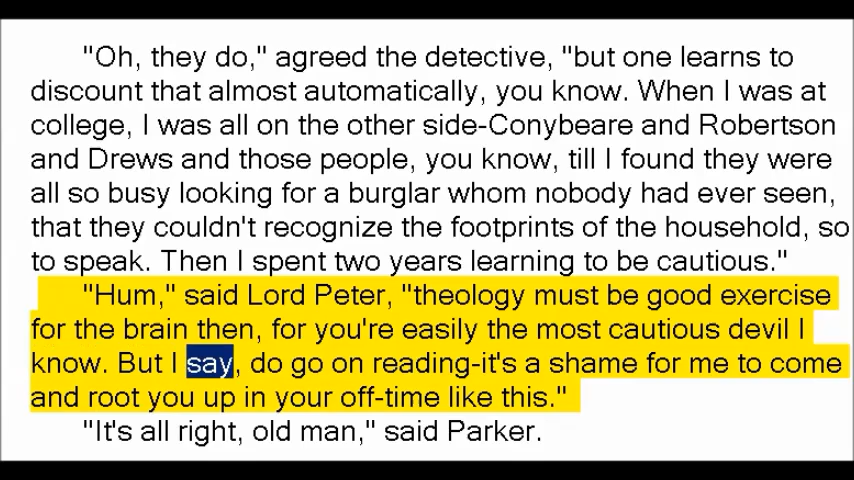 "Oh, they do," agreed the detective, "but one learns to
discount that almost automatically, you know. When I was at
college, I was all on the other side-Conybeare and Robertson
and Drews and those people, you know, till I found they were
all so busy looking for a burglar whom nobody had ever seen,
that they couldn't recognize the footprints of the household, so
to speak. Then I spent two years learning to be cautious."
"Hum," said Lord Peter, "theology must be good exercise
for the brain then, for you're easily the most cautious devil I
know. But I say, do go on reading-it's a shame for me to come
and root you up in your off-time like this."
"It's all right, old man," said Parker.